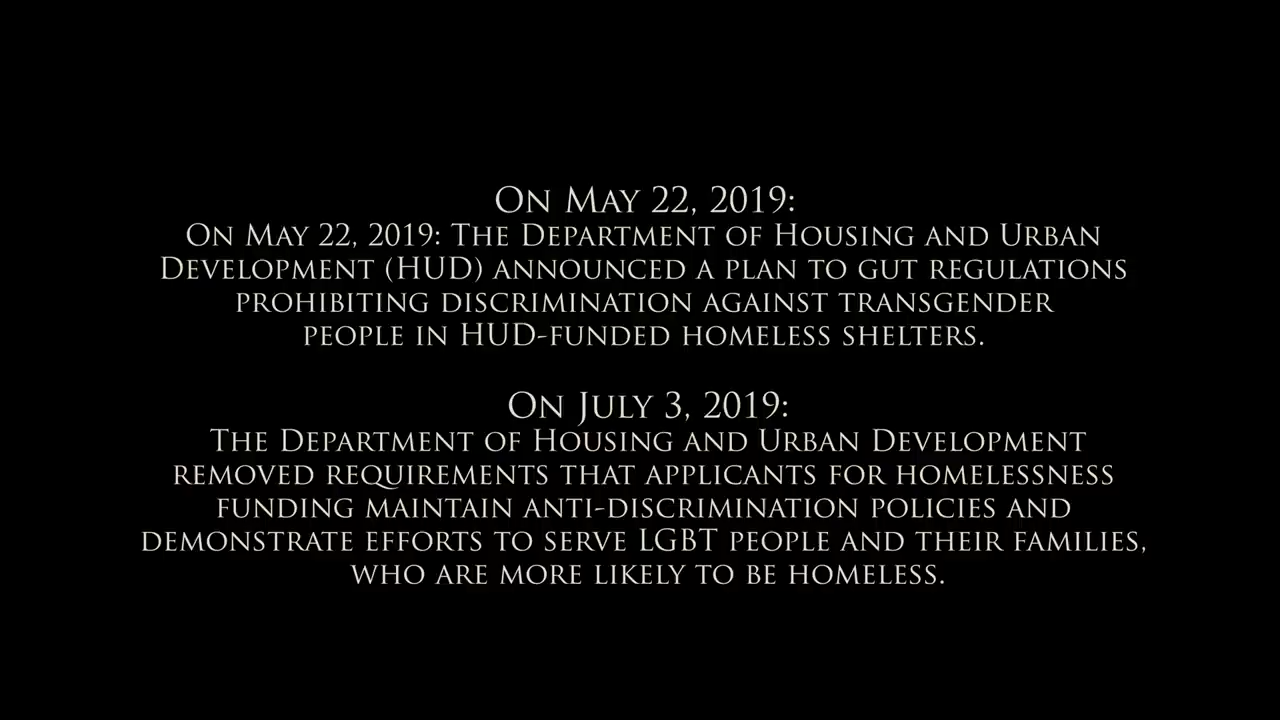 On May 22, 2019:
On May 22, 2019: The Department of Housing and Urban
Development (HUD) announced a plan to gut regulations
prohibiting discrimination against transgender
people in HUD-funded homeless shelters.
On July 3, 2019:
The Department of Housing and Urban Development
removed requirements that applicants for homelessness
funding maintain anti-discrimination policies and
demonstrate efforts to serve LGBT people and their families,
who are more likely to be homeless.